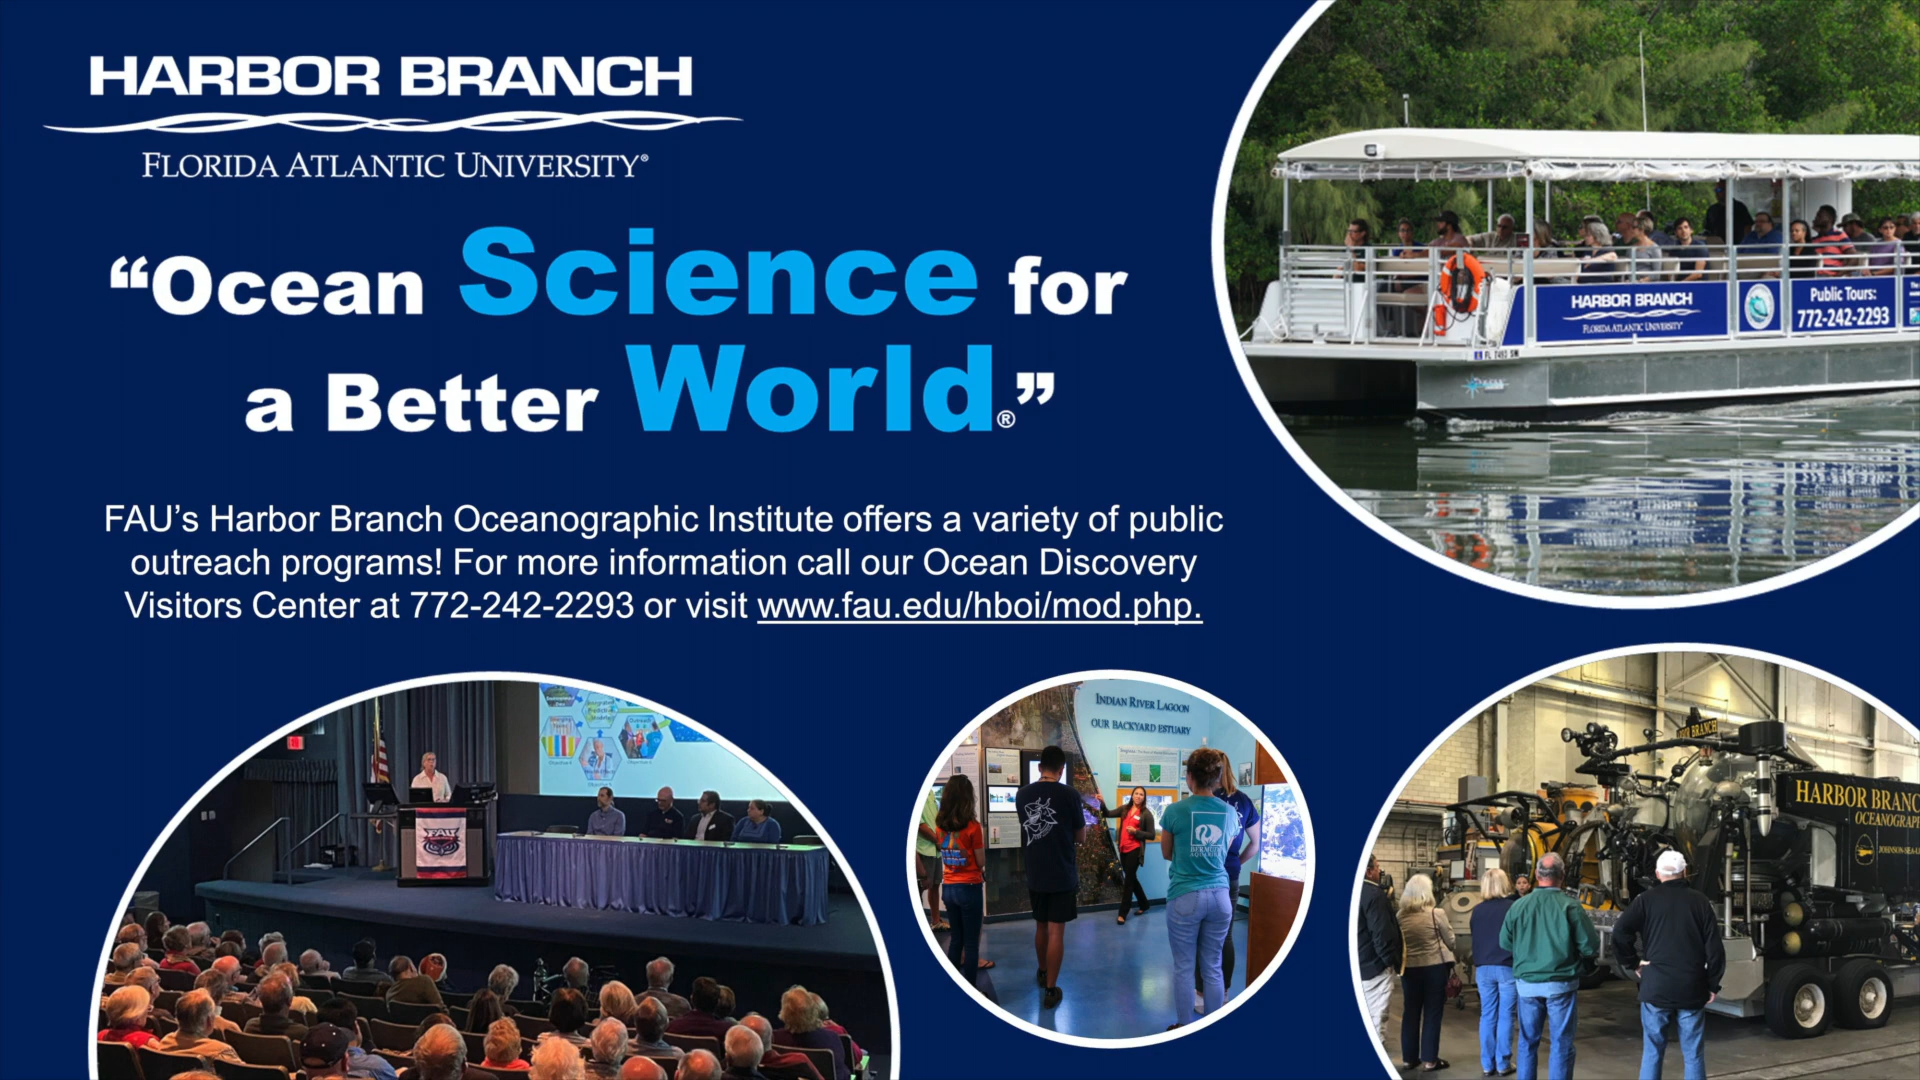 HARBOR BRANCH
FLORIDA ATLANTIC UNIVERSITY®
“Ocean Science for
a Better World®”
FAU’s Harbor Branch Oceanographic Institute offers a variety of public
outreach programs! For more information call our Ocean Discovery
Visitors Center at 772-242-2293 or visit www.fau.edu/hboi/mod.php.
HARBOR BRANCH
FLORIDA ATLANTIC UNIVERSITY
Public Tours:
772-242-2293
FAU
INDIAN RIVER LAGOON
OUR BACKYARD ESTUARY
HARBOR BRANC
OCEANOGRAP
JOHNSON-SEA-